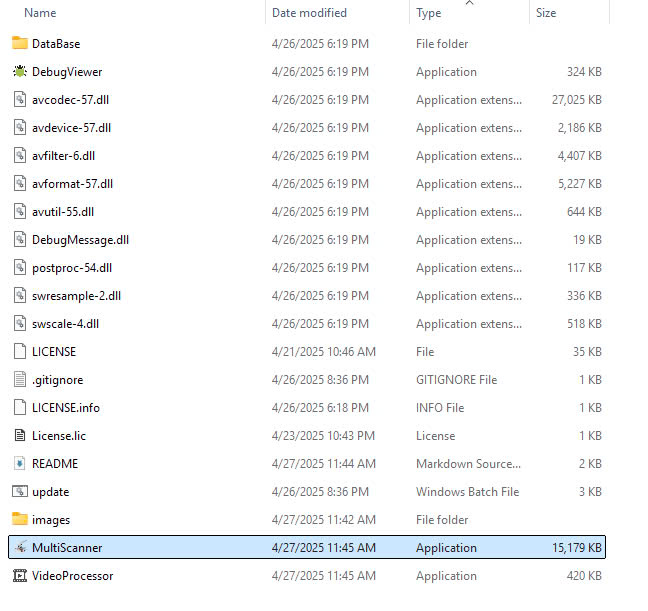 Name Date modified Type Size
DataBase 4/26/2025 6:19 PM File folder
DebugViewer 4/26/2025 6:19 PM Application 324 KB
avcodec-57.dll 4/26/2025 6:19 PM Application extens... 27,025 KB
avdevice-57.dll 4/26/2025 6:19 PM Application extens... 2,186 KB
avfilter-6.dll 4/26/2025 6:19 PM Application extens... 4,407 KB
avformat-57.dll 4/26/2025 6:19 PM Application extens... 5,227 KB
avutil-55.dll 4/26/2025 6:19 PM Application extens... 644 KB
DebugMessage.dll 4/26/2025 6:19 PM Application extens... 19 KB
postproc-54.dll 4/26/2025 6:19 PM Application extens... 117 KB
swresample-2.dll 4/26/2025 6:19 PM Application extens... 336 KB
swscale-4.dll 4/26/2025 6:19 PM Application extens... 518 KB
LICENSE 4/21/2025 10:46 AM File 35 KB
.gitignore 4/26/2025 8:36 PM GITIGNORE File 1 KB
LICENSE.info 4/26/2025 6:18 PM INFO File 1 KB
License.lic 4/23/2025 10:43 PM License 1 KB
README 4/27/2025 11:44 AM Markdown Source... 2 KB
update 4/26/2025 8:36 PM Windows Batch File 3 KB
images 4/27/2025 11:42 AM File folder
MultiScanner 4/27/2025 11:45 AM Application 15,179 KB
VideoProcessor 4/27/2025 11:45 AM Application 420 KB